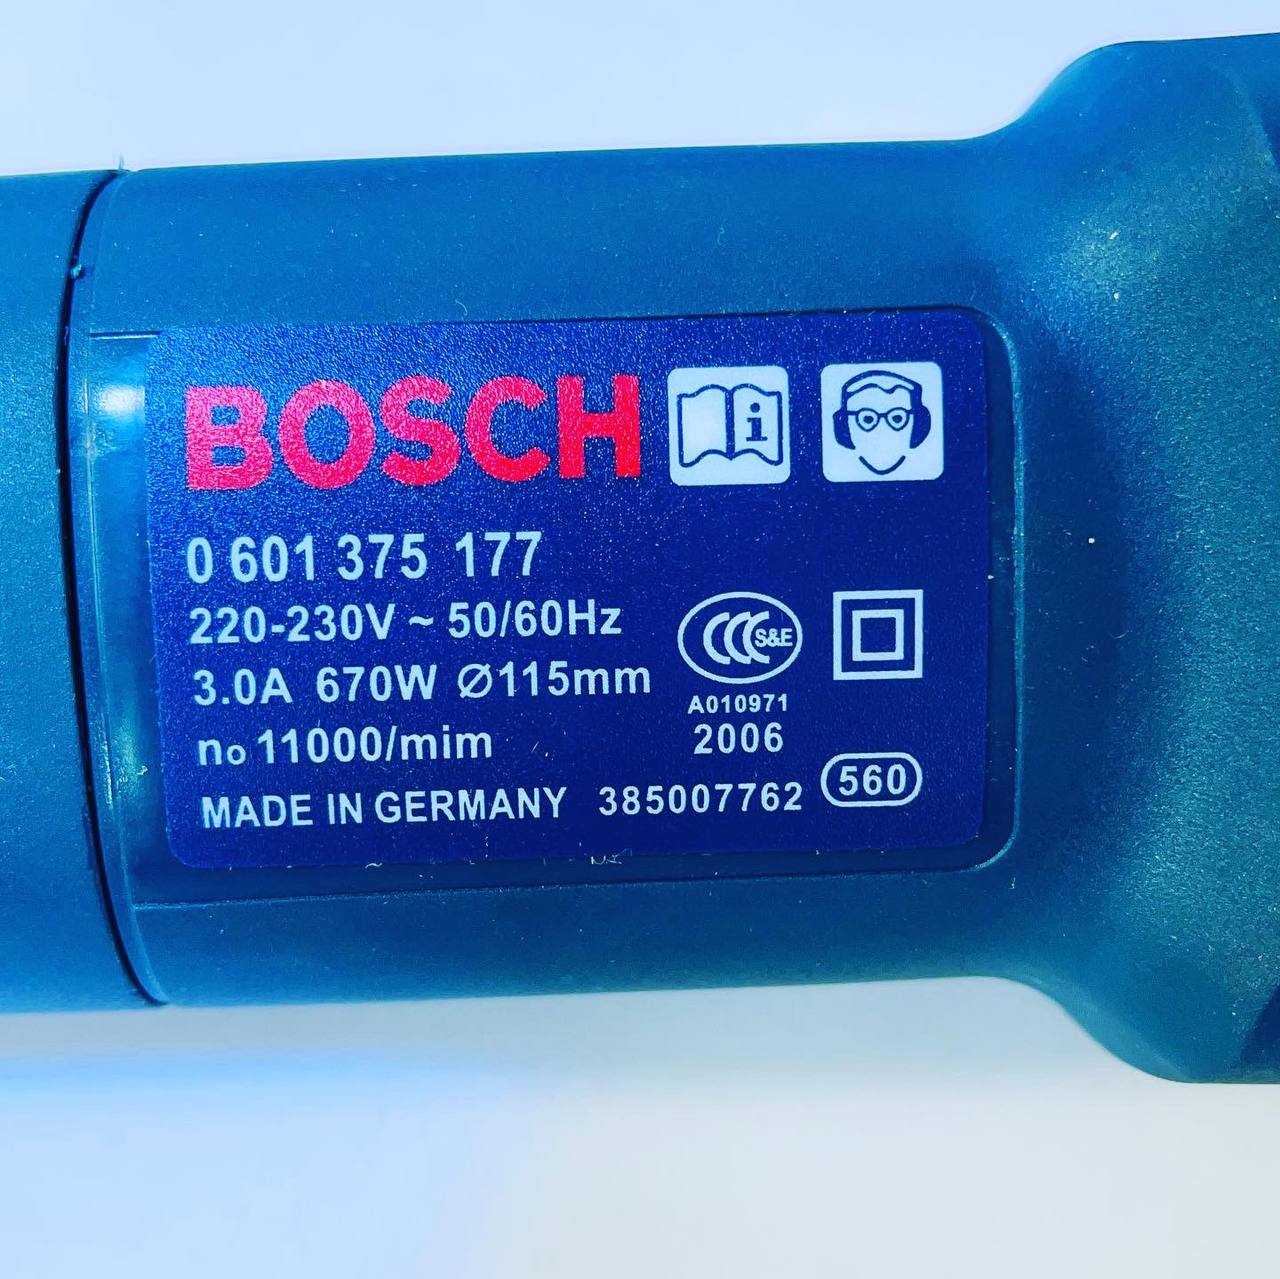 BOSCH
0 601 375 177
220-230V ~ 50/60Hz
3.0A 670W Ø115mm
no 11000/mim
MADE IN GERMANY 385007762
i
S&E
A010971
2006
560